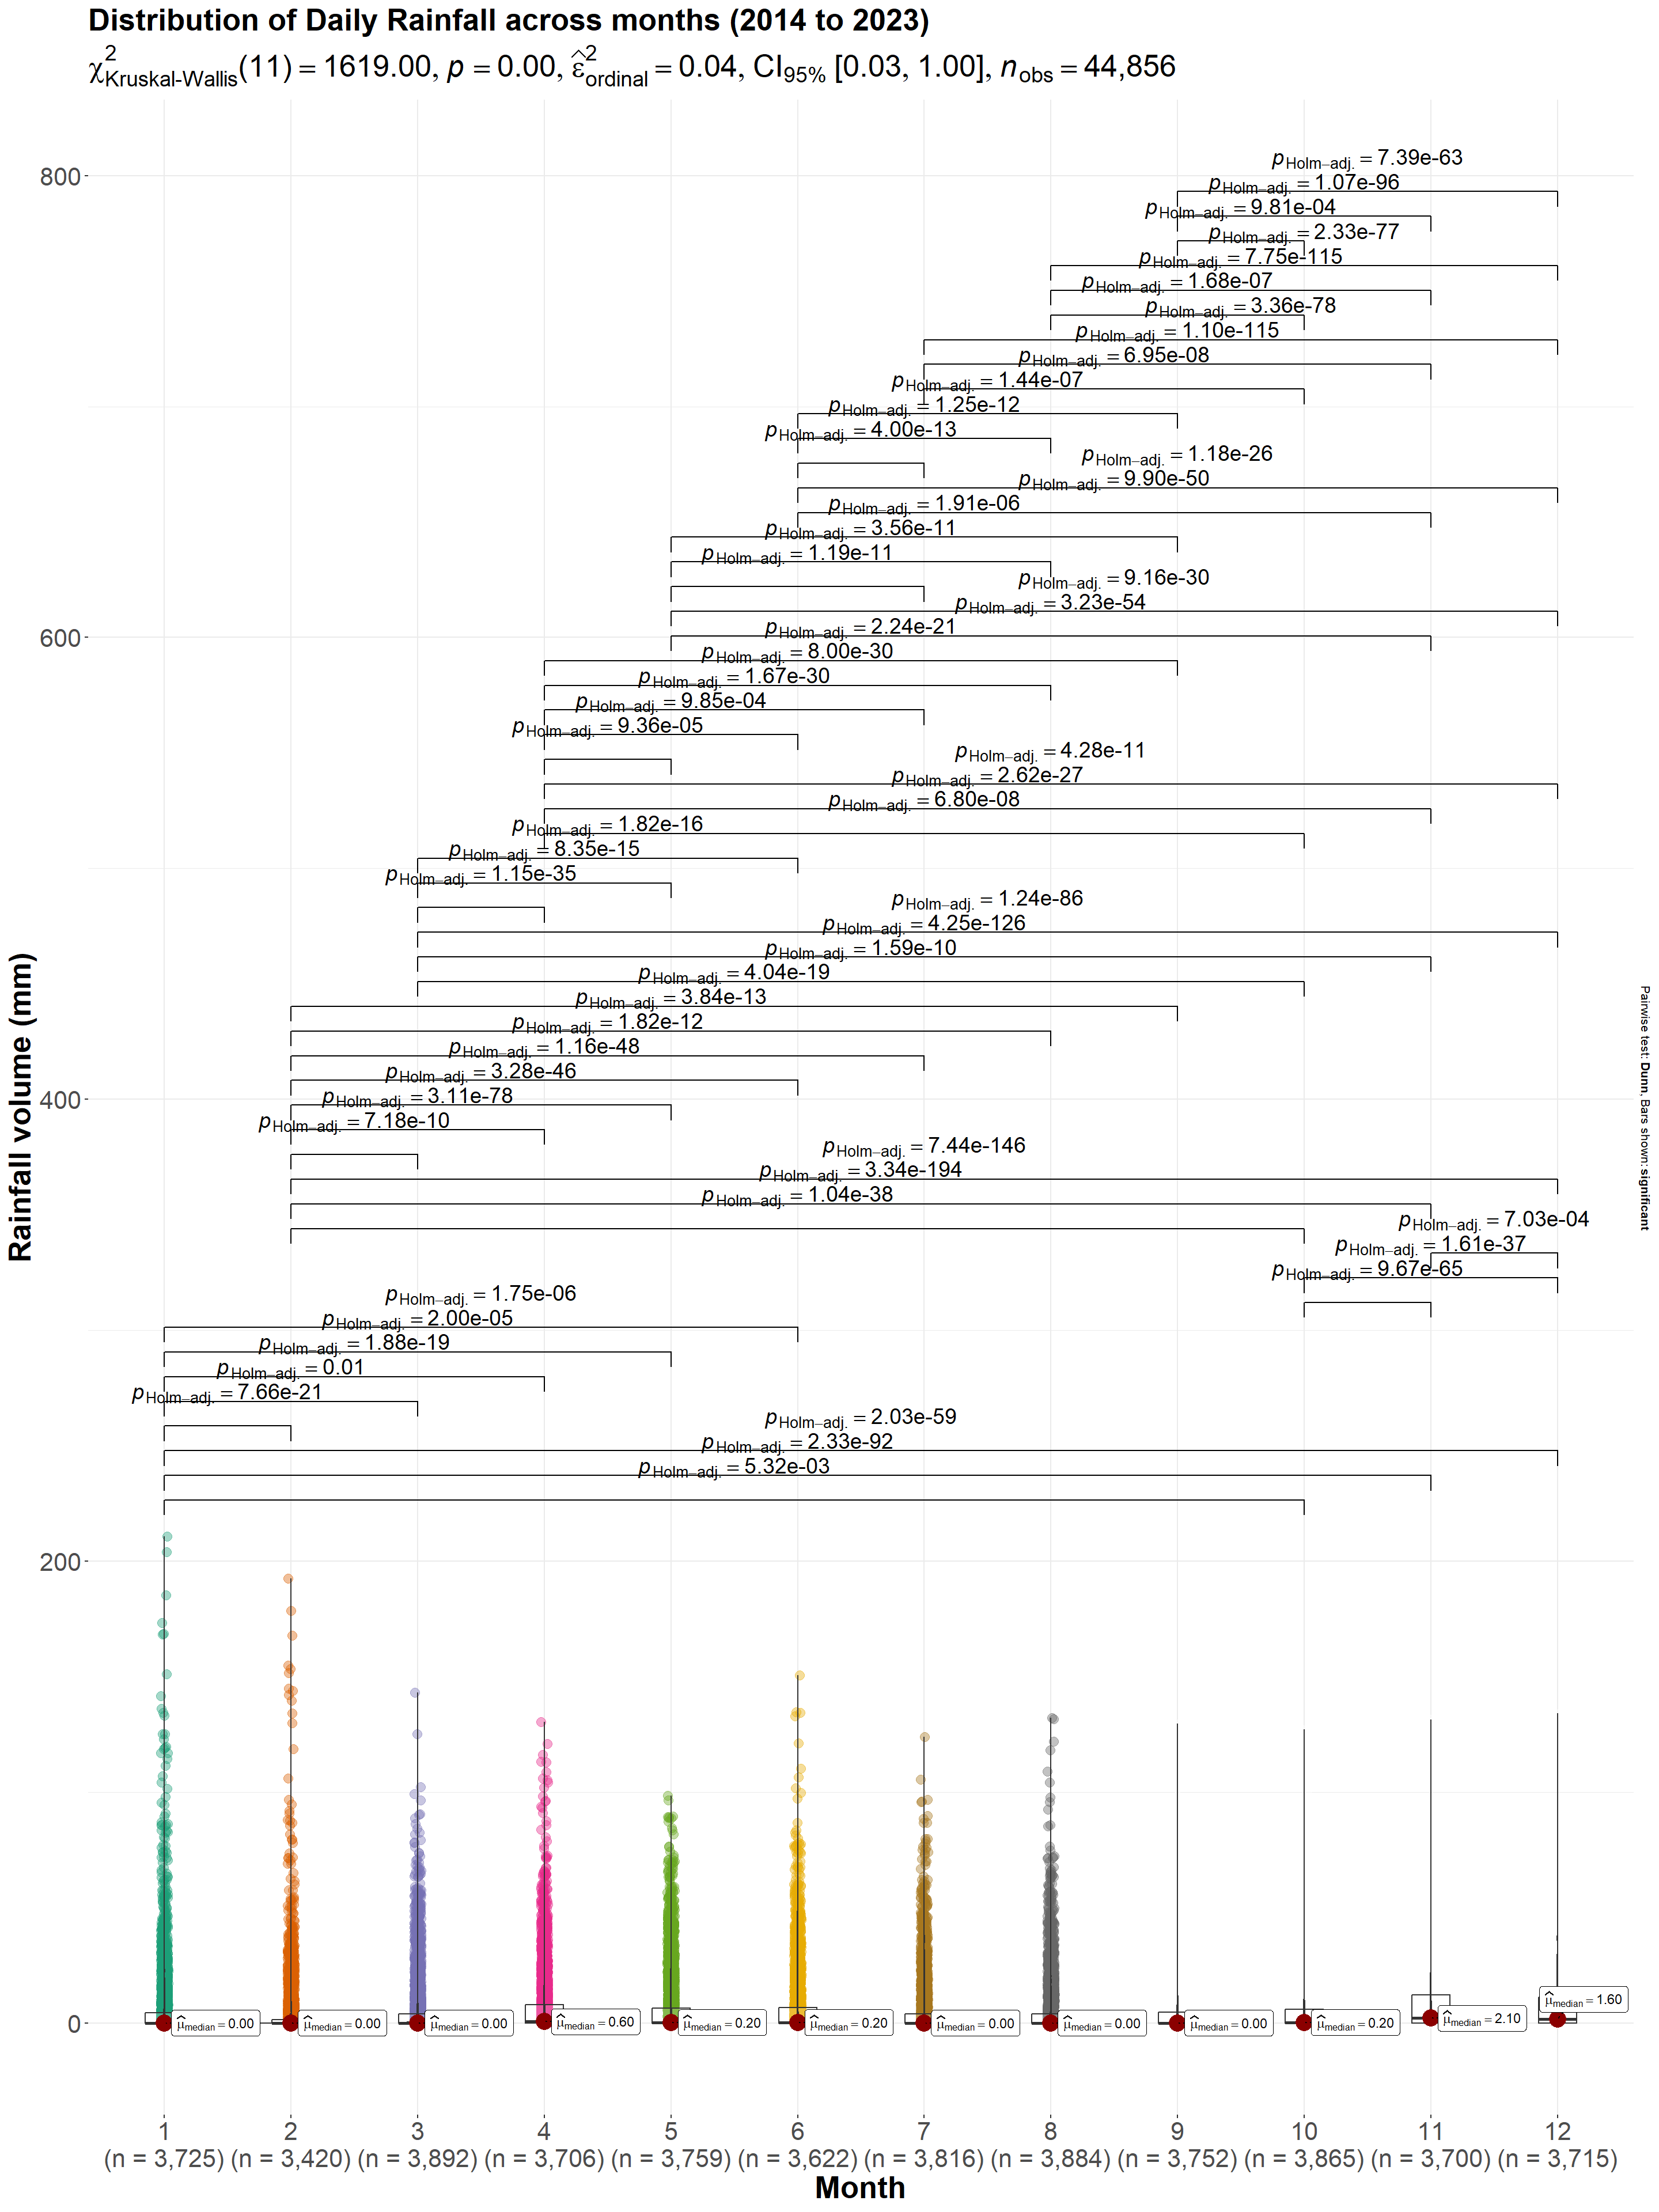 Distribution of Daily Rainfall across months (2014 to 2023)
χ²Kruskal-Wallis(11) = 1619.00, p = 0.00, ε̂²ordinal = 0.04, CI95% [0.03, 1.00], nobs = 44,856
pHolm−adj. = 7.39e-63
pHolm−adj. = 1.07e-96
pHolm−adj. = 9.81e-04
pHolm−adj. = 2.33e-77
pHolm−adj. = 7.75e-115
pHolm−adj. = 1.68e-07
pHolm−adj. = 3.36e-78
pHolm−adj. = 1.10e-115
pHolm−adj. = 6.95e-08
pHolm−adj. = 1.44e-07
pHolm−adj. = 1.25e-12
pHolm−adj. = 4.00e-13
pHolm−adj. = 1.18e-26
pHolm−adj. = 9.90e-50
pHolm−adj. = 1.91e-06
pHolm−adj. = 3.56e-11
pHolm−adj. = 1.19e-11
pHolm−adj. = 9.16e-30
pHolm−adj. = 3.23e-54
pHolm−adj. = 2.24e-21
pHolm−adj. = 8.00e-30
pHolm−adj. = 1.67e-30
pHolm−adj. = 9.85e-04
pHolm−adj. = 9.36e-05
pHolm−adj. = 4.28e-11
pHolm−adj. = 2.62e-27
pHolm−adj. = 6.80e-08
pHolm−adj. = 1.82e-16
pHolm−adj. = 8.35e-15
pHolm−adj. = 1.15e-35
pHolm−adj. = 1.24e-86
pHolm−adj. = 4.25e-126
pHolm−adj. = 1.59e-10
pHolm−adj. = 4.04e-19
pHolm−adj. = 3.84e-13
pHolm−adj. = 1.82e-12
pHolm−adj. = 1.16e-48
pHolm−adj. = 3.28e-46
pHolm−adj. = 3.11e-78
pHolm−adj. = 7.18e-10
pHolm−adj. = 7.44e-146
pHolm−adj. = 3.34e-194
pHolm−adj. = 1.04e-38
pHolm−adj. = 7.03e-04
pHolm−adj. = 1.61e-37
pHolm−adj. = 9.67e-65
pHolm−adj. = 1.75e-06
pHolm−adj. = 2.00e-05
pHolm−adj. = 1.88e-19
pHolm−adj. = 0.01
pHolm−adj. = 7.66e-21
pHolm−adj. = 2.03e-59
pHolm−adj. = 2.33e-92
pHolm−adj. = 5.32e-03
800
600
400
200
0
Rainfall volume (mm)
Pairwise test: Dunn, Bars shown: significant
μ̂median = 0.00
μ̂median = 0.00
μ̂median = 0.00
μ̂median = 0.60
μ̂median = 0.20
μ̂median = 0.20
μ̂median = 0.00
μ̂median = 0.00
μ̂median = 0.00
μ̂median = 0.20
μ̂median = 2.10
μ̂median = 1.60
1 2 3 4 5 6 7 8 9 10 11 12
(n = 3,725) (n = 3,420) (n = 3,892) (n = 3,706) (n = 3,759) (n = 3,622) (n = 3,816) (n = 3,884) (n = 3,752) (n = 3,865) (n = 3,700) (n = 3,715)
Month